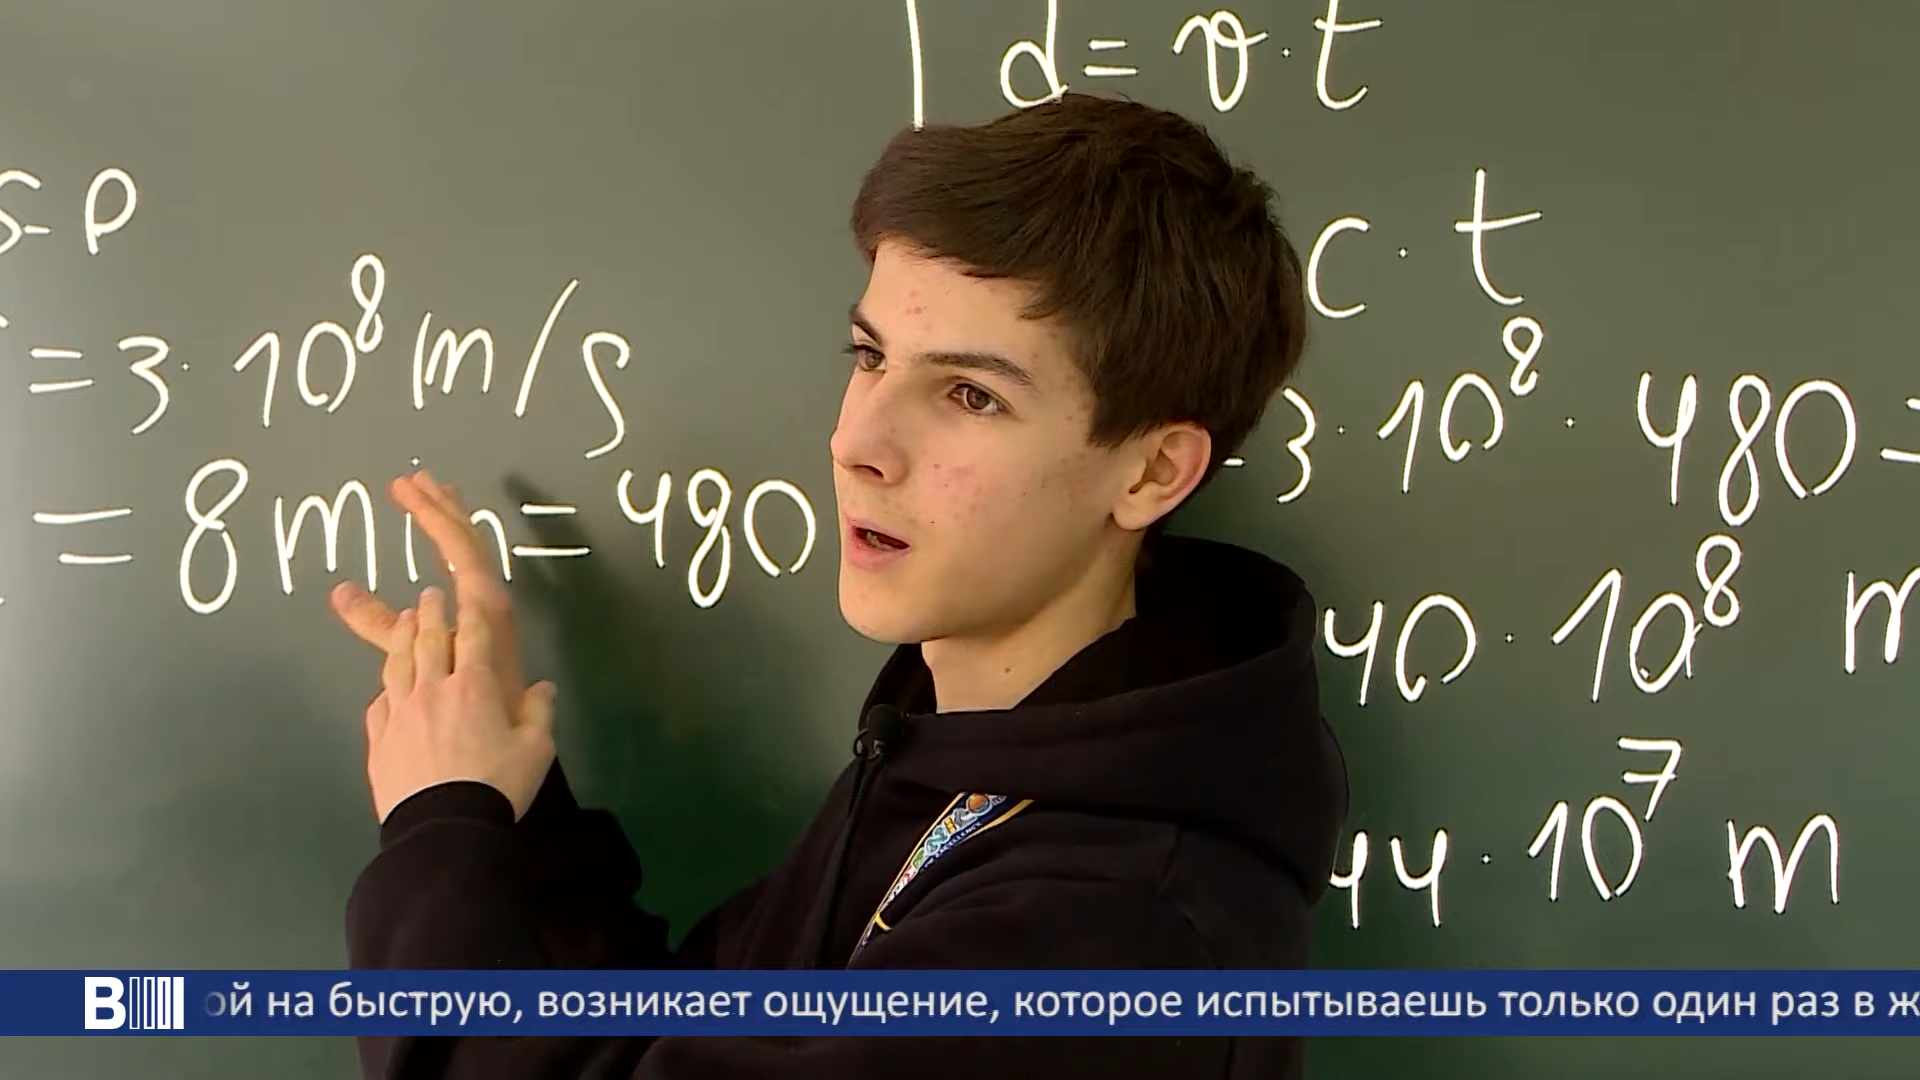 d = v · t
S-P
c · t
= 3 · 10⁸ m/s
3 · 10⁸ · 480 =
= 8 min = 480
40 · 10⁸ m
44 · 10⁷ m
ой на быструю, возникает ощущение, которое испытываешь только один раз в ж